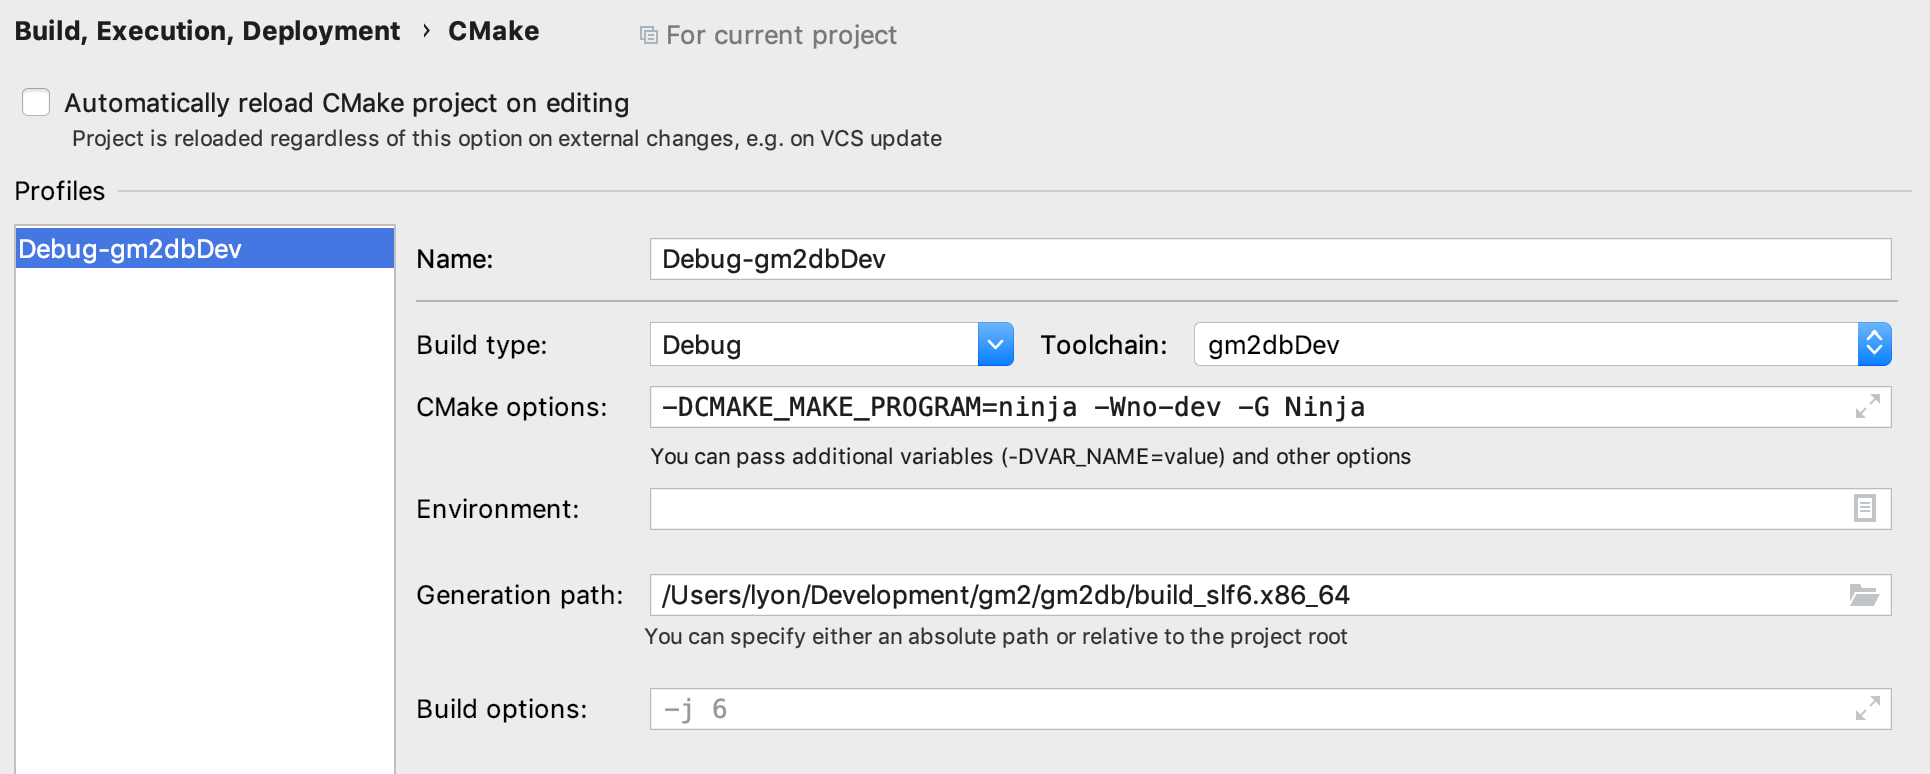 Build, Execution, Deployment › CMake For current project
Automatically reload CMake project on editing
Project is reloaded regardless of this option on external changes, e.g. on VCS update
Profiles
Debug-gm2dbDev
Name: Debug-gm2dbDev
Build type: Debug Toolchain: gm2dbDev
CMake options: -DCMAKE_MAKE_PROGRAM=ninja -Wno-dev -G Ninja
You can pass additional variables (-DVAR_NAME=value) and other options
Environment:
Generation path: /Users/lyon/Development/gm2/gm2db/build_slf6.x86_64
You can specify either an absolute path or relative to the project root
Build options: -j 6